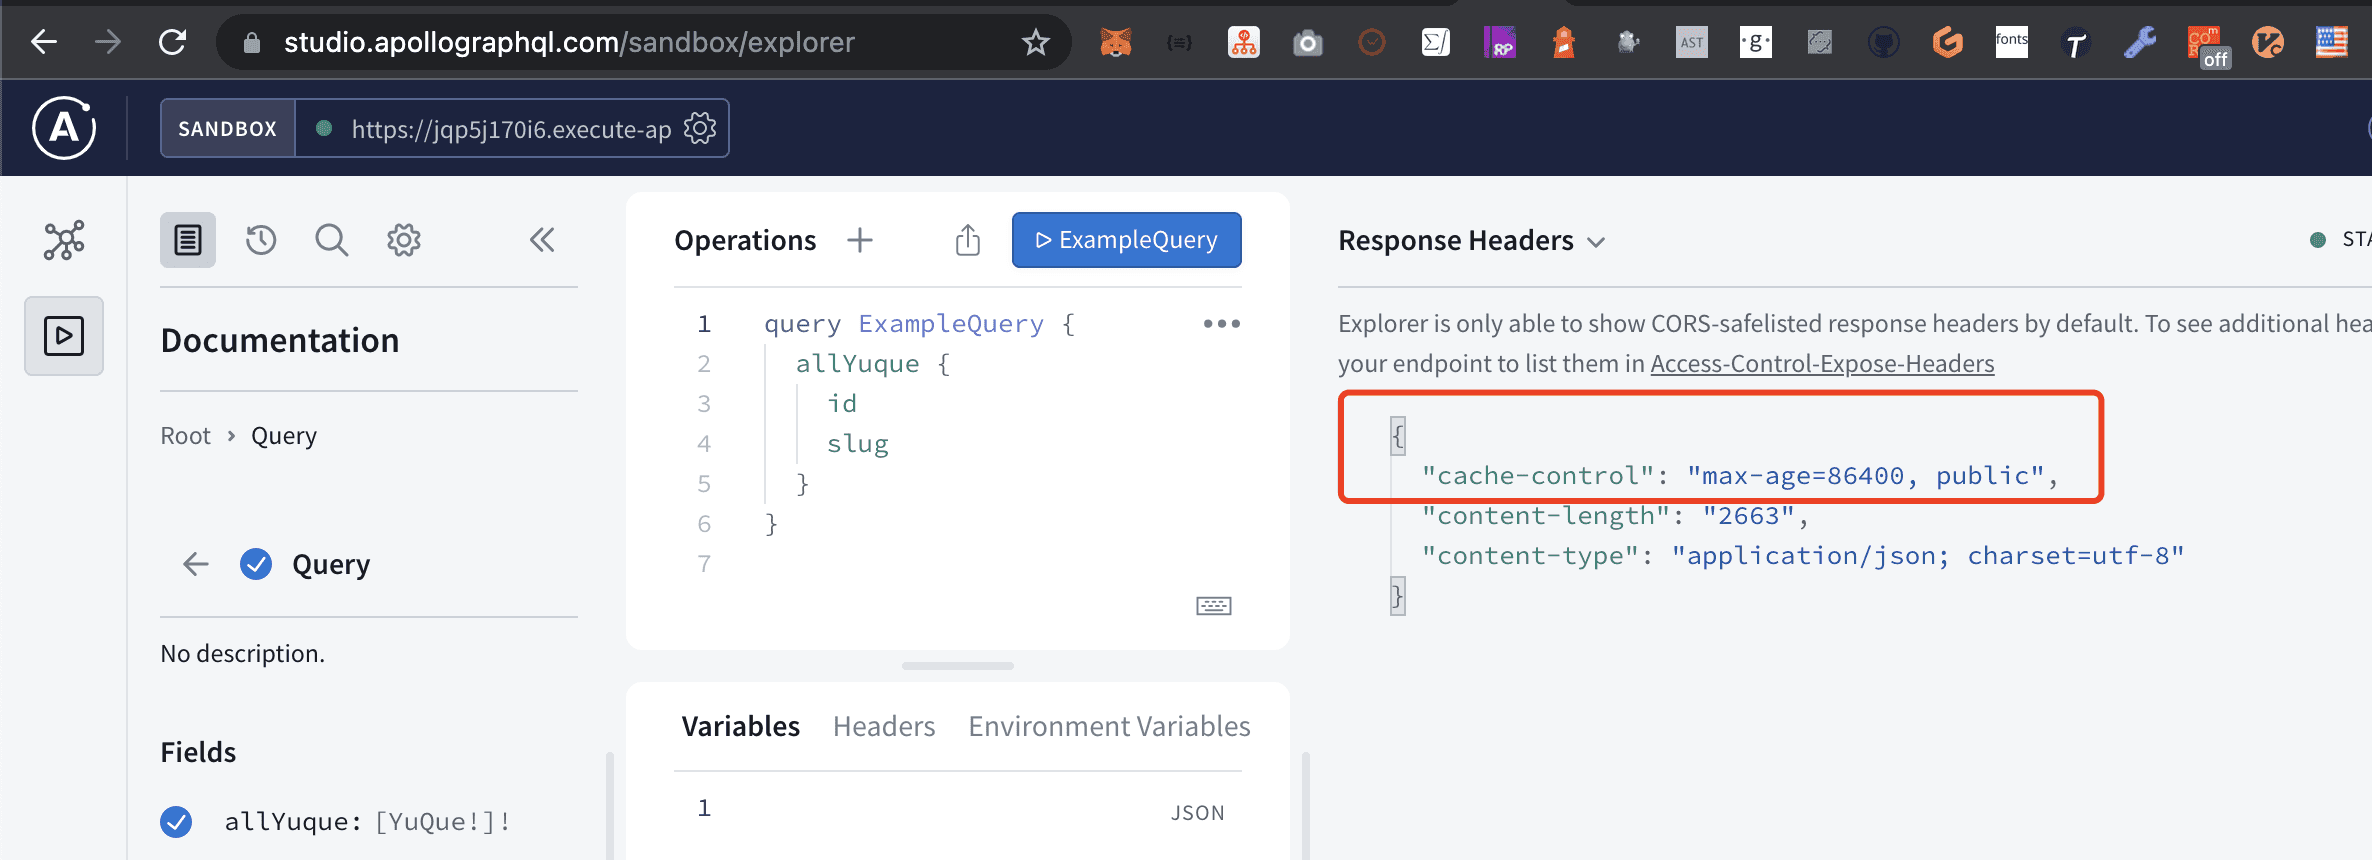 studio.apollographql.com/sandbox/explorer
{≡}
Σ/
RP
AST
·g·
fonts
T
off
A
SANDBOX
https://jqp5j170i6.execute-ap
Documentation
Root › Query
Query
No description.
Fields
allYuque: [YuQue!]!
Operations
ExampleQuery
1 query ExampleQuery {
2 allYuque {
3 id
4 slug
5 }
6 }
7
Variables Headers Environment Variables
1
JSON
Response Headers
STA
Explorer is only able to show CORS-safelisted response headers by default. To see additional hea
your endpoint to list them in Access-Control-Expose-Headers
{
"cache-control": "max-age=86400, public",
"content-length": "2663",
"content-type": "application/json; charset=utf-8"
}